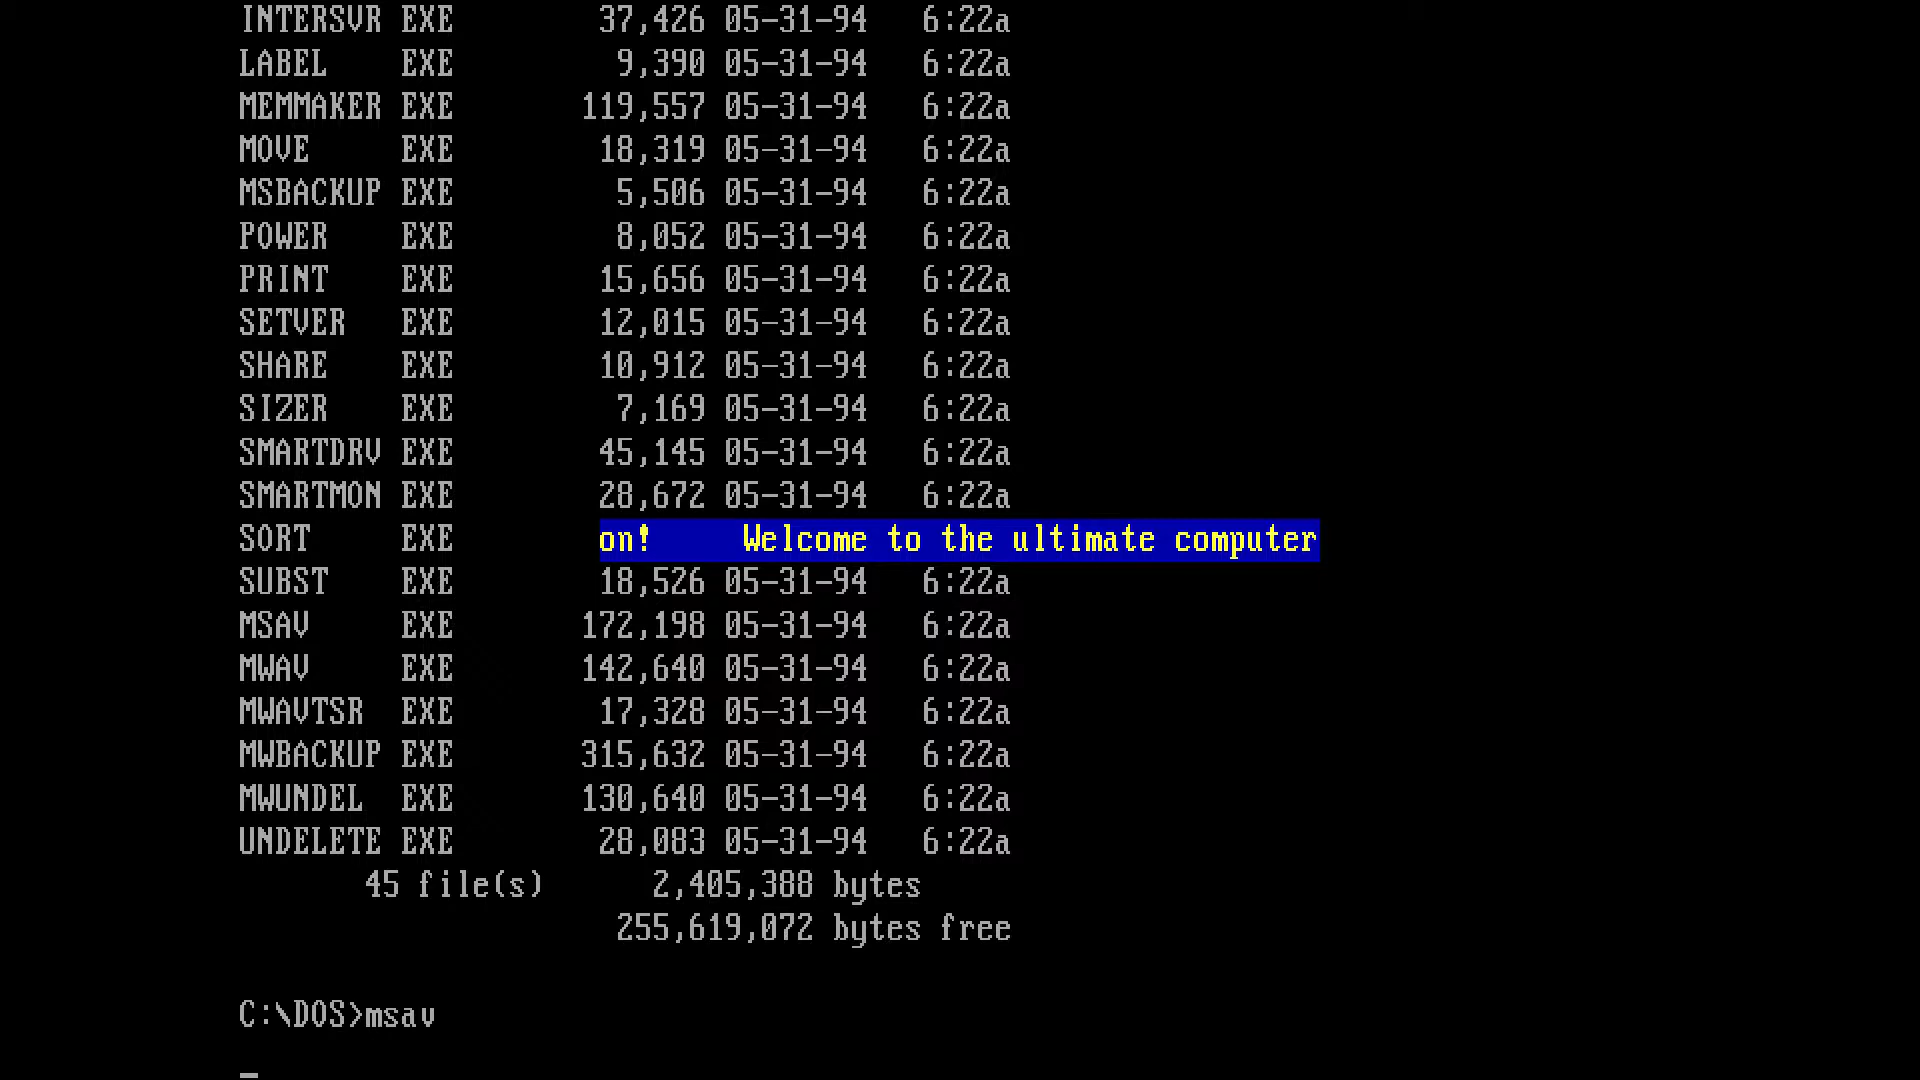 INTERSVR EXE 37,426 05-31-94 6:22a
LABEL EXE 9,390 05-31-94 6:22a
MEMMAKER EXE 119,557 05-31-94 6:22a
MOVE EXE 18,319 05-31-94 6:22a
MSBACKUP EXE 5,506 05-31-94 6:22a
POWER EXE 8,052 05-31-94 6:22a
PRINT EXE 15,656 05-31-94 6:22a
SETVER EXE 12,015 05-31-94 6:22a
SHARE EXE 10,912 05-31-94 6:22a
SIZER EXE 7,169 05-31-94 6:22a
SMARTDRV EXE 45,145 05-31-94 6:22a
SMARTMON EXE 28,672 05-31-94 6:22a
SORT EXE on! Welcome to the ultimate computer
SUBST EXE 18,526 05-31-94 6:22a
MSAV EXE 172,198 05-31-94 6:22a
MWAV EXE 142,640 05-31-94 6:22a
MWAVTSR EXE 17,328 05-31-94 6:22a
MWBACKUP EXE 315,632 05-31-94 6:22a
MWUNDEL EXE 130,640 05-31-94 6:22a
UNDELETE EXE 28,083 05-31-94 6:22a
45 file(s) 2,405,388 bytes
255,619,072 bytes free
C:\DOS>msav